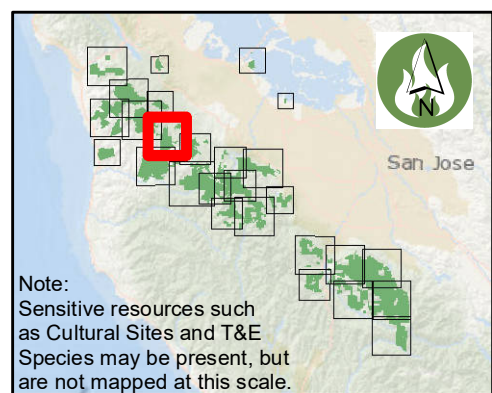 N
San Jose
Note:
Sensitive resources such
as Cultural Sites and T&E
Species may be present, but
are not mapped at this scale.